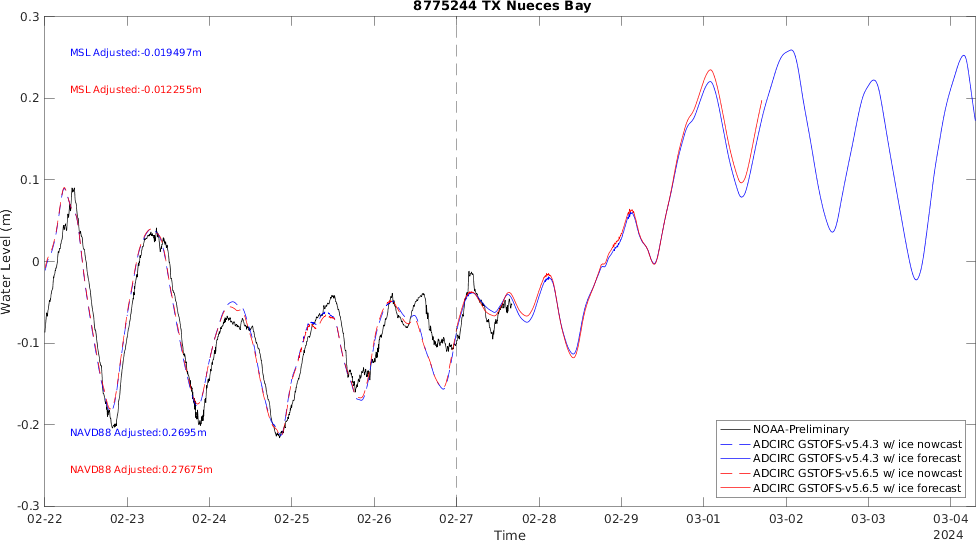 8775244 TX Nueces Bay
0.3
MSL Adjusted:-0.019497m
MSL Adjusted:-0.012255m
0.2
0.1
0
-0.1
-0.2
-0.3
Water Level (m)
NAVD88 Adjusted:0.2695m
NAVD88 Adjusted:0.27675m
NOAA-Preliminary
ADCIRC GSTOFS-v5.4.3 w/ ice nowcast
ADCIRC GSTOFS-v5.4.3 w/ ice forecast
ADCIRC GSTOFS-v5.6.5 w/ ice nowcast
ADCIRC GSTOFS-v5.6.5 w/ ice forecast
02-22 02-23 02-24 02-25 02-26 02-27 02-28 02-29 03-01 03-02 03-03 03-04
Time
2024